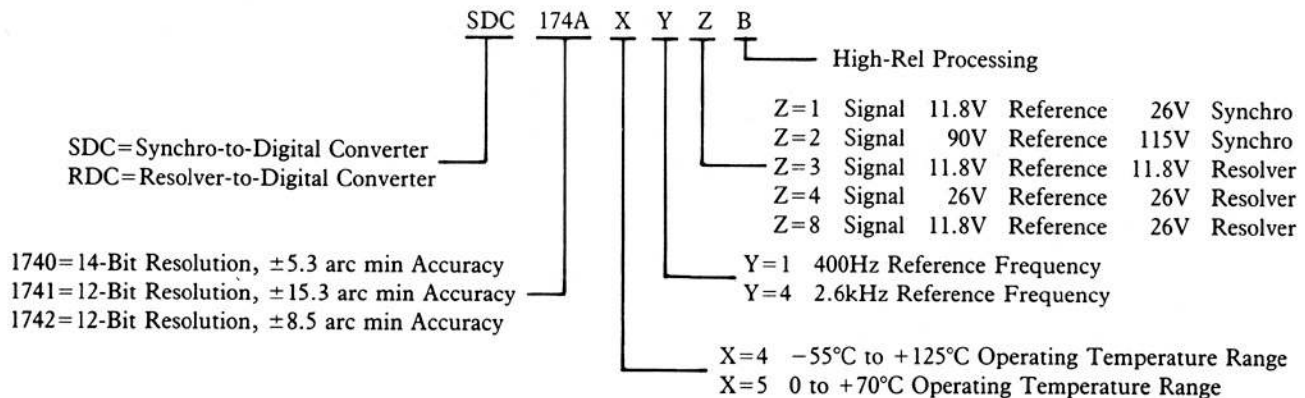 SDC 174A X Y Z B
High-Rel Processing
Z=1 Signal 11.8V Reference 26V Synchro
Z=2 Signal 90V Reference 115V Synchro
Z=3 Signal 11.8V Reference 11.8V Resolver
Z=4 Signal 26V Reference 26V Resolver
Z=8 Signal 11.8V Reference 26V Resolver
SDC=Synchro-to-Digital Converter
RDC=Resolver-to-Digital Converter
1740=14-Bit Resolution, ±5.3 arc min Accuracy
1741=12-Bit Resolution, ±15.3 arc min Accuracy
1742=12-Bit Resolution, ±8.5 arc min Accuracy
Y=1 400Hz Reference Frequency
Y=4 2.6kHz Reference Frequency
X=4 −55°C to +125°C Operating Temperature Range
X=5 0 to +70°C Operating Temperature Range